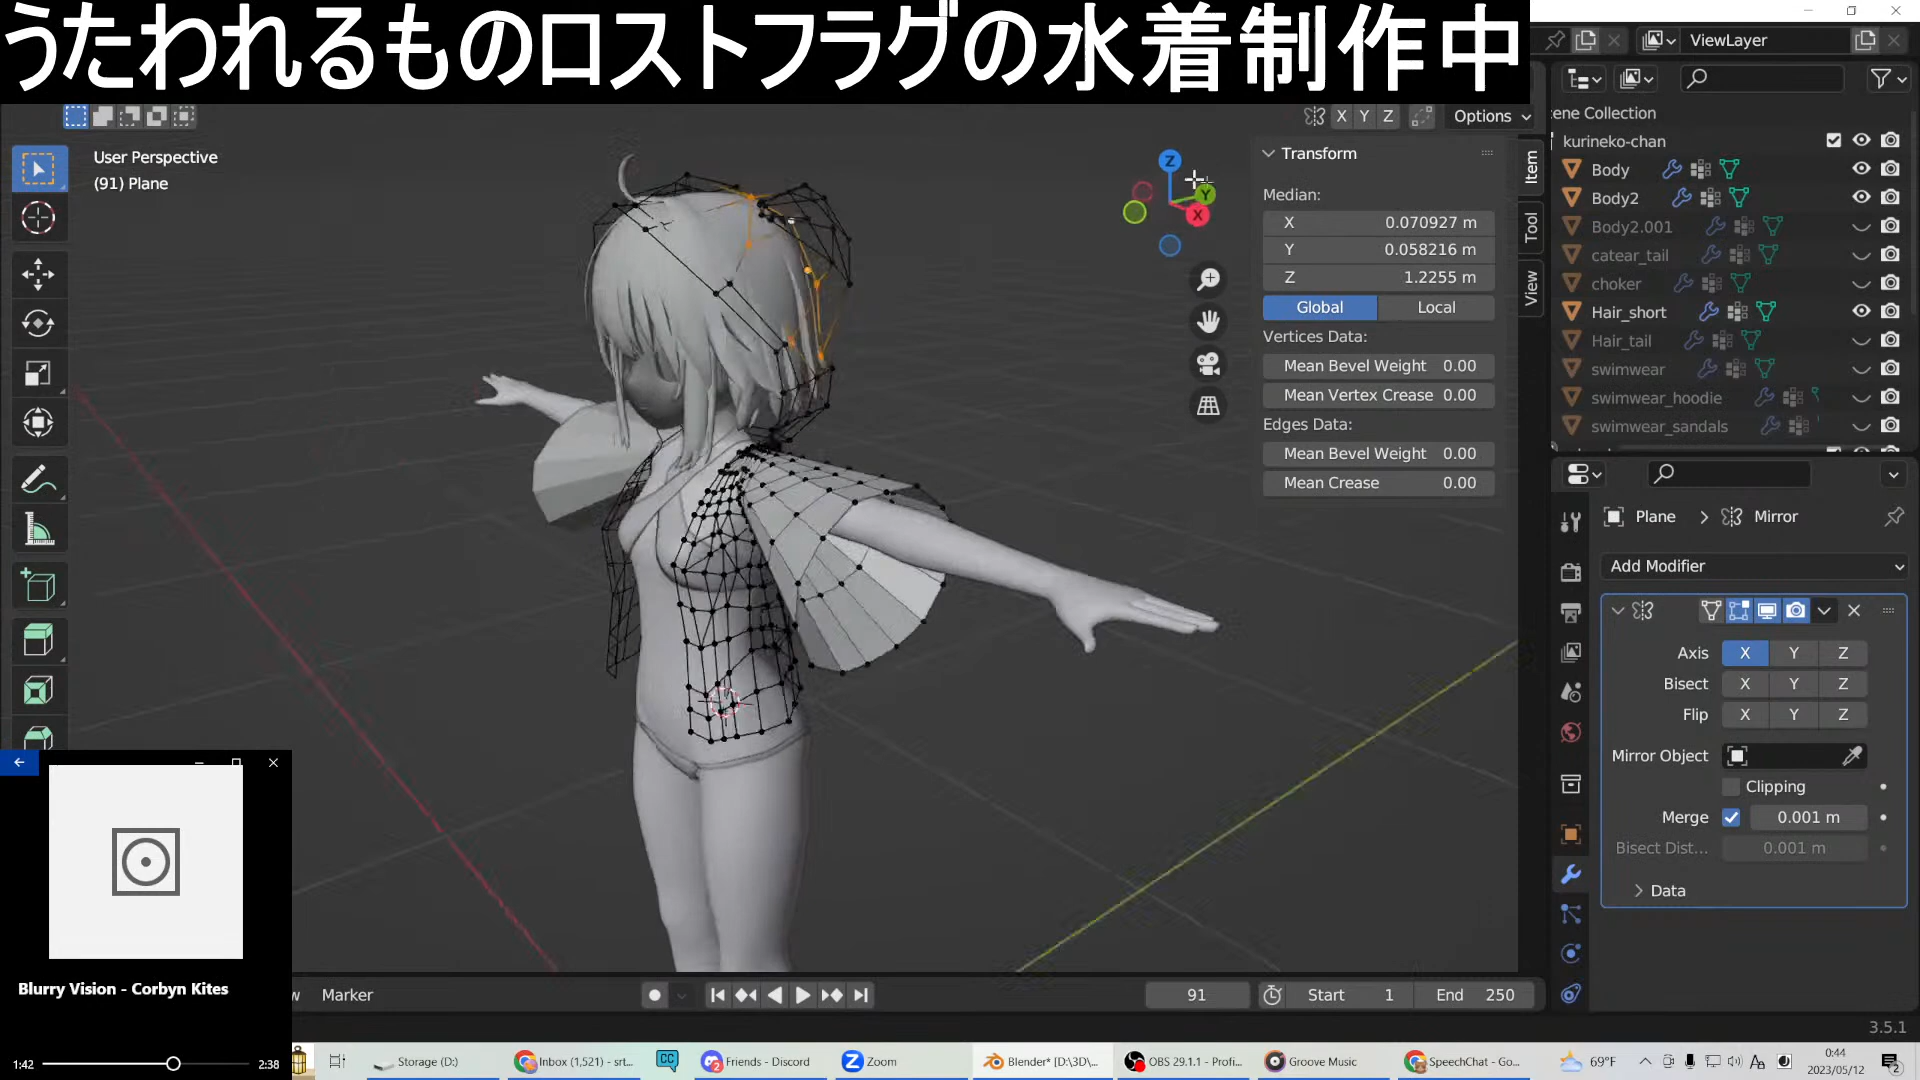 うたわれるものロストフラグの水着制作中
ViewLayer
X Y Z Options
User Perspective
(91) Plane
Z
Y
X
Transform
Median:
X 0.070927 m
Y 0.058216 m
Z 1.2255 m
Global Local
Vertices Data:
Mean Bevel Weight 0.00
Mean Vertex Crease 0.00
Edges Data:
Mean Bevel Weight 0.00
Mean Crease 0.00
Item
Tool
View
ene Collection
kurineko-chan
Body
Body2
Body2.001
catear_tail
choker
Hair_short
Hair_tail
swimwear
swimwear_hoodie
swimwear_sandals
Plane > Mirror
Add Modifier
Axis X Y Z
Bisect X Y Z
Flip X Y Z
Mirror Object
Clipping
Merge 0.001 m
Bisect Dist... 0.001 m
Data
Blurry Vision - Corbyn Kites
1:42 2:38
w Marker
91 Start 1 End 250
3.5.1
Storage (D:)
Inbox (1,521) - srt...
CC
Friends - Discord
Zoom
Blender* [D:\3D\...
OBS 29.1.1 - Profi...
Groove Music
SpeechChat - Go...
69°F
A
0:44
2023/05/12
2